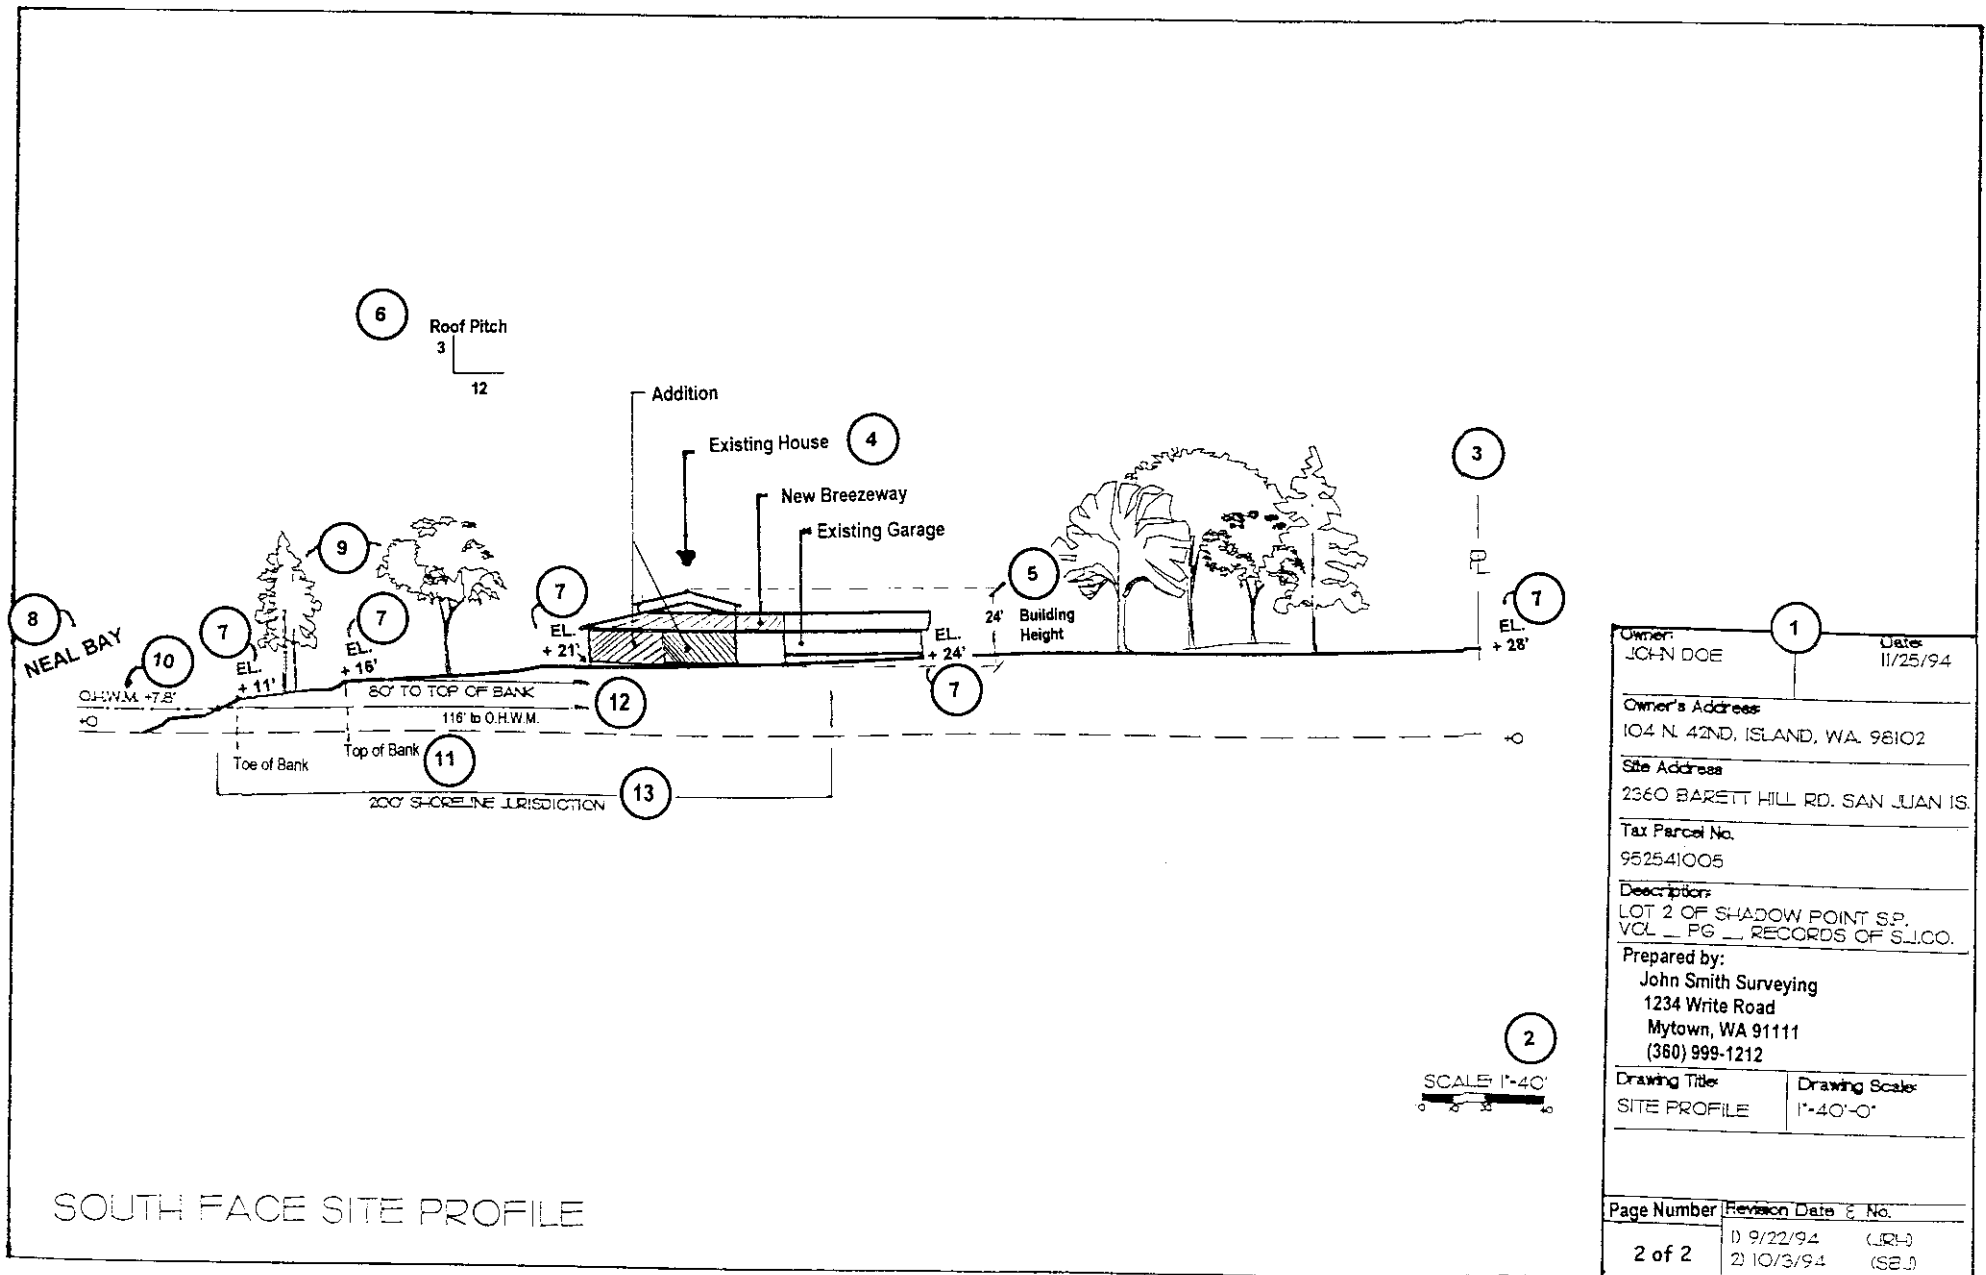 6
Roof Pitch
3
12
Addition
Existing House
4
New Breezeway
Existing Garage
3
9
5
24'
Building
Height
PL
8
NEAL BAY
7
EL.
+ 11'
7
EL.
+ 16'
7
EL.
+ 21'
EL.
+ 24'
7
7
EL.
+ 28'
10
O.H.W.M. +7.8'
+0
80' TO TOP OF BANK
12
116' to O.H.W.M.
+0
Toe of Bank
Top of Bank
11
200' SHORELINE JURISDICTION
13
2
SCALE: 1"-40'
0
40
SOUTH FACE SITE PROFILE
1
Owner:
JOHN DOE
Date:
11/25/94
Owner's Address:
104 N. 42ND, ISLAND, WA. 98102
Site Address
2360 BARETT HILL RD. SAN JUAN IS.
Tax Parcel No.
952541005
Description:
LOT 2 OF SHADOW POINT S.P.
VOL __ PG __ RECORDS OF S.J.CO.
Prepared by:
John Smith Surveying
1234 Write Road
Mytown, WA 91111
(360) 999-1212
Drawing Title:
SITE PROFILE
Drawing Scale:
1"-40'-0"
Page Number
2 of 2
Revision Date & No.
1) 9/22/94 (JRH)
2) 10/3/94 (SBJ)